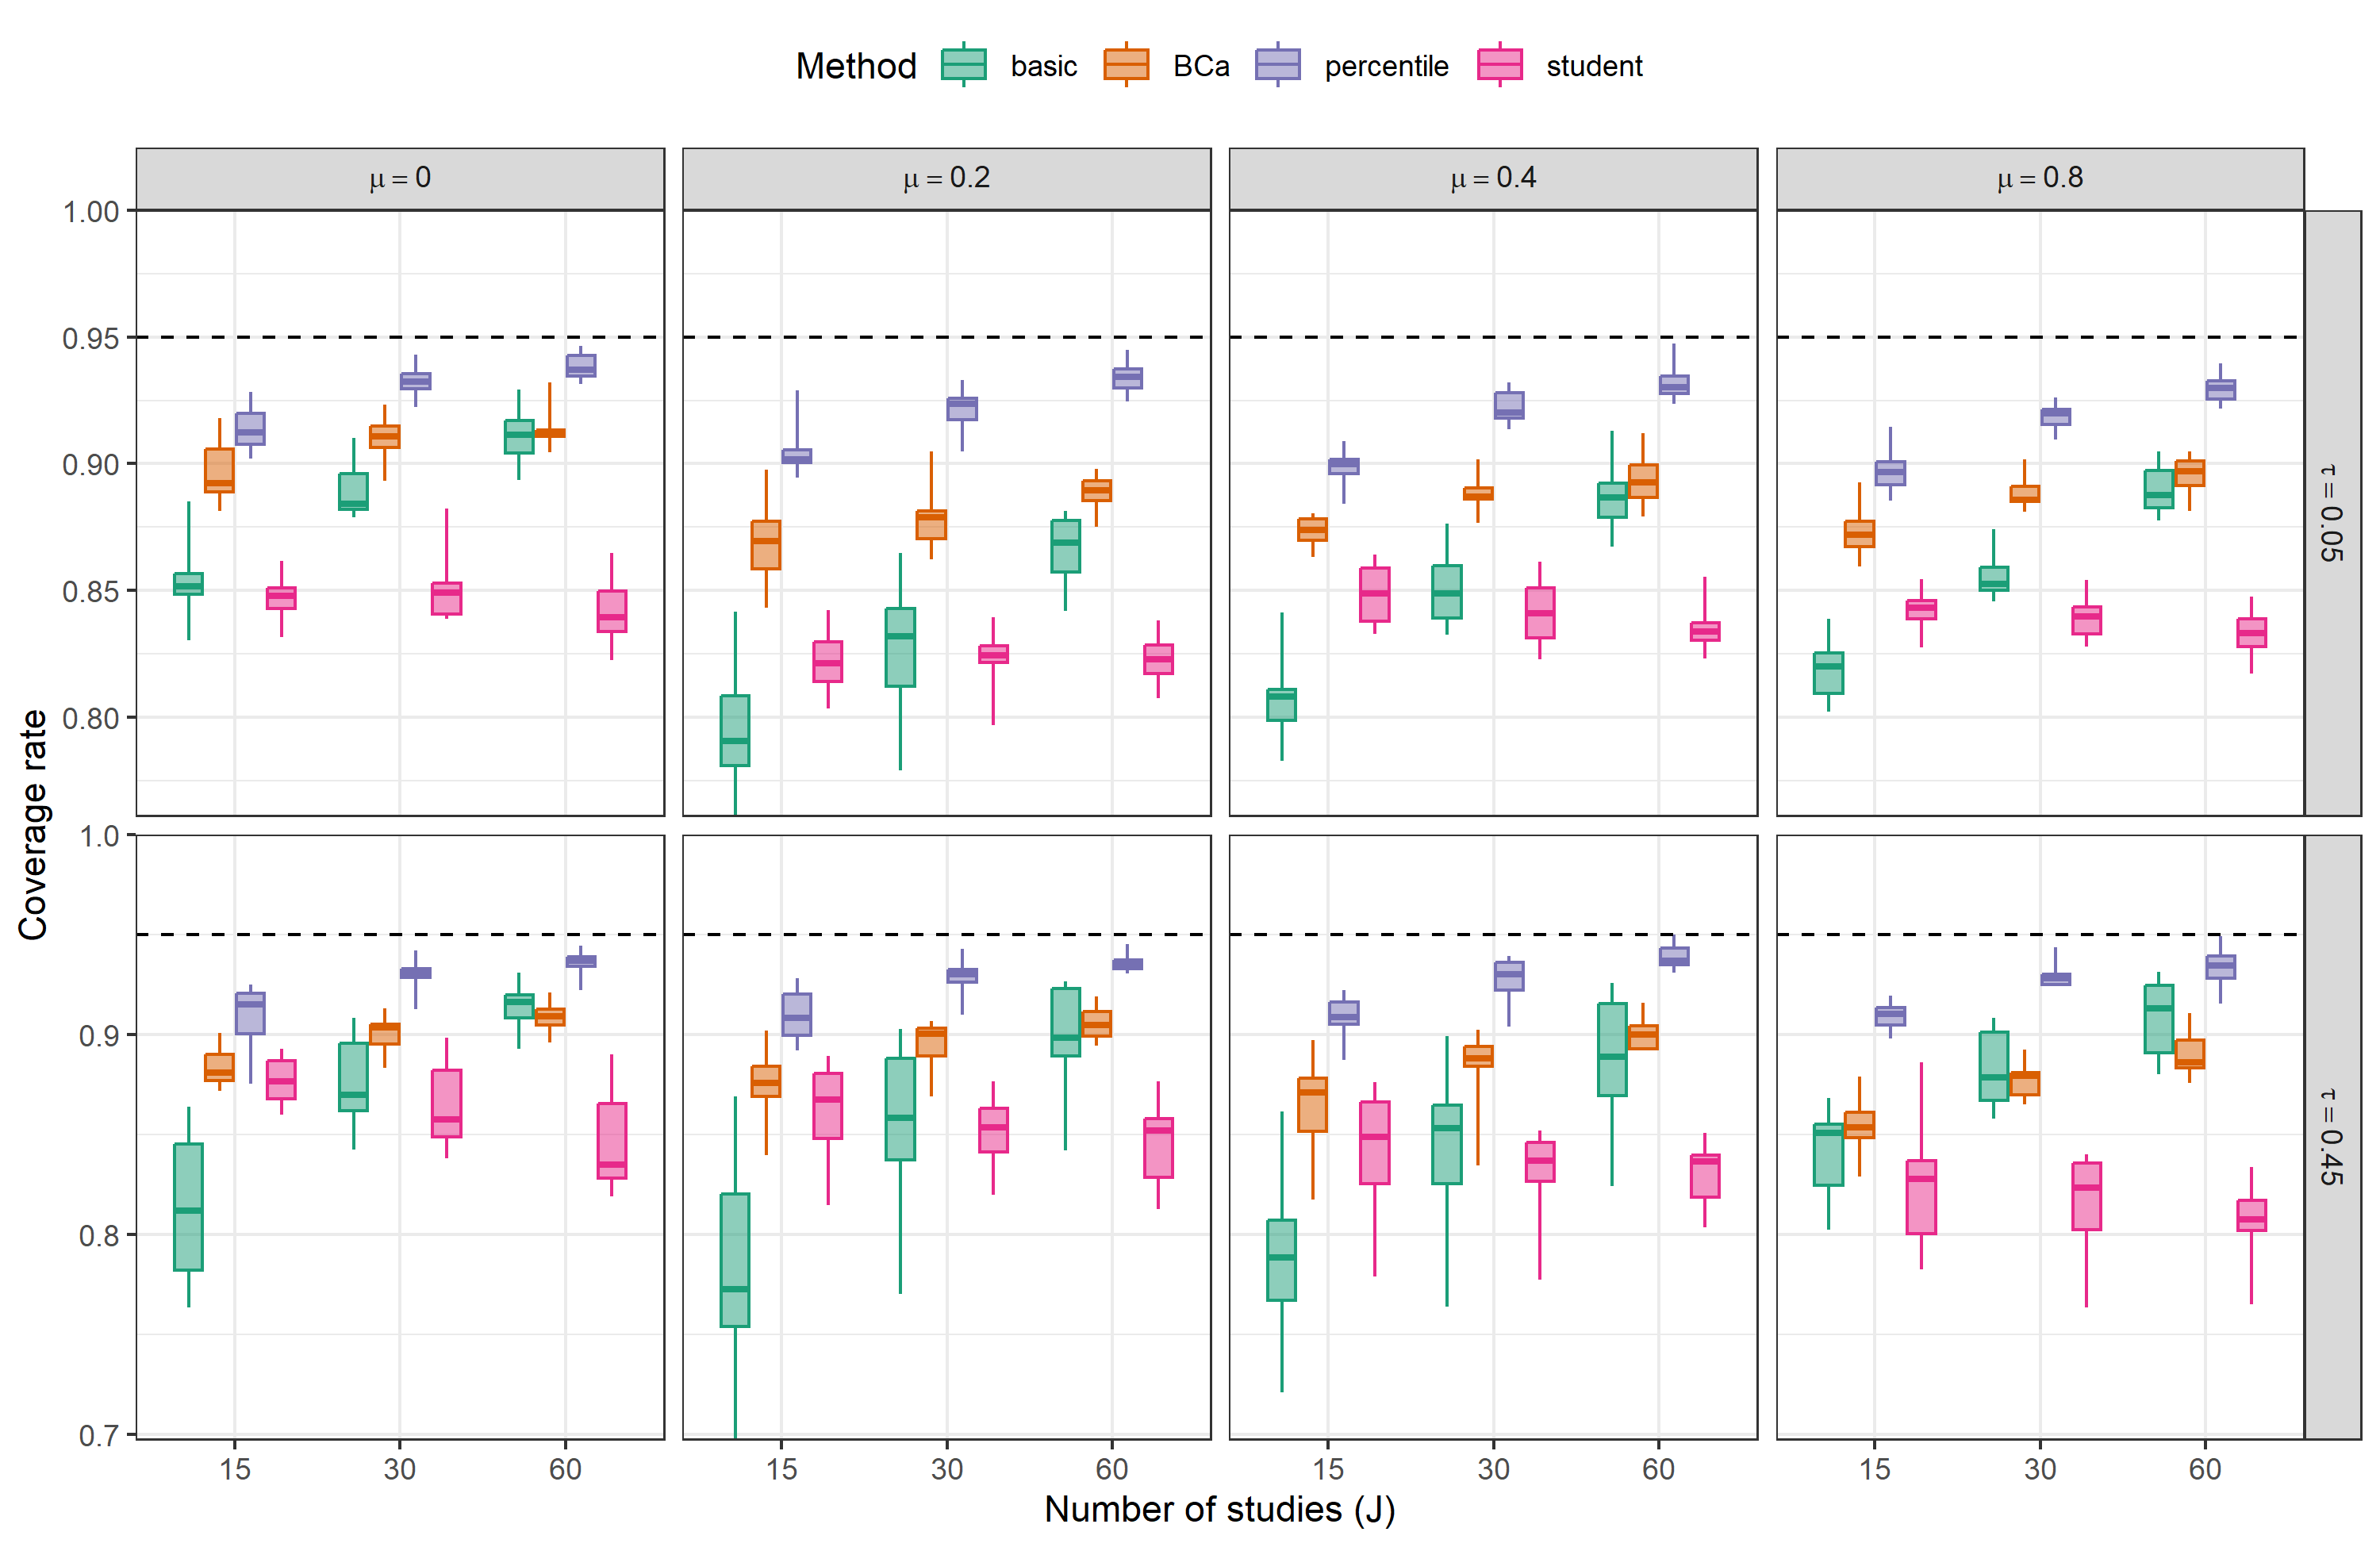 Method basic BCa percentile student
μ = 0 μ = 0.2 μ = 0.4 μ = 0.8
1.00
0.95
0.90
0.85
0.80
τ = 0.05
Coverage rate
1.0
0.9
0.8
0.7
τ = 0.45
15 30 60 15 30 60 15 30 60 15 30 60
Number of studies (J)